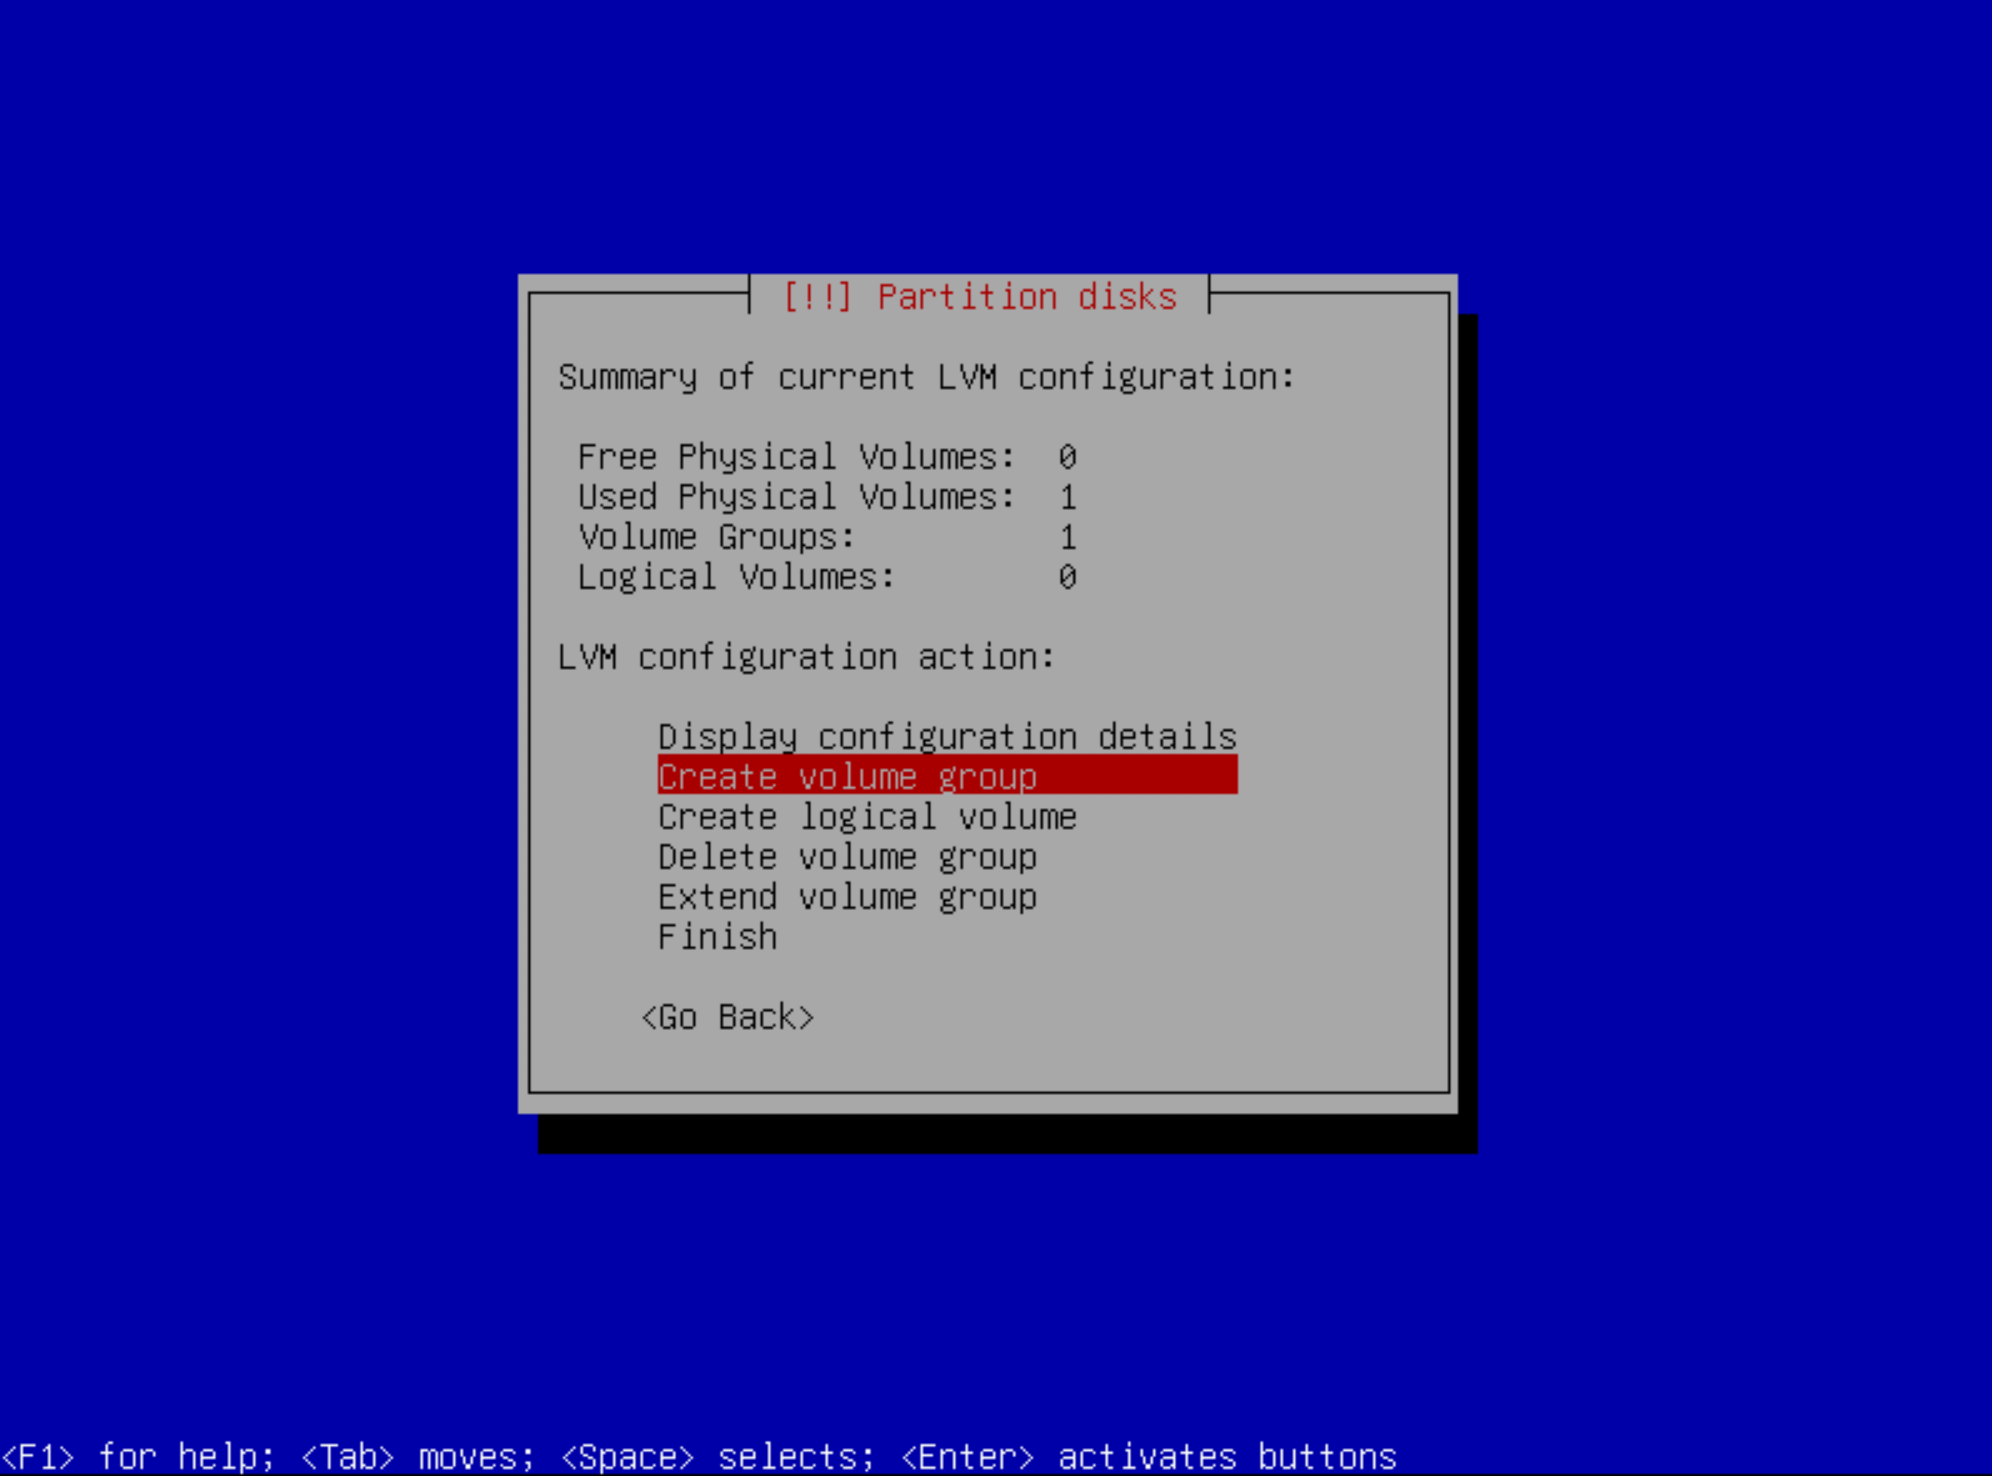 [!!] Partition disks
Summary of current LVM configuration:
Free Physical Volumes: 0
Used Physical Volumes: 1
Volume Groups: 1
Logical Volumes: 0
LVM configuration action:
Display configuration details
Create volume group
Create logical volume
Delete volume group
Extend volume group
Finish
<Go Back>
<F1> for help; <Tab> moves; <Space> selects; <Enter> activates buttons